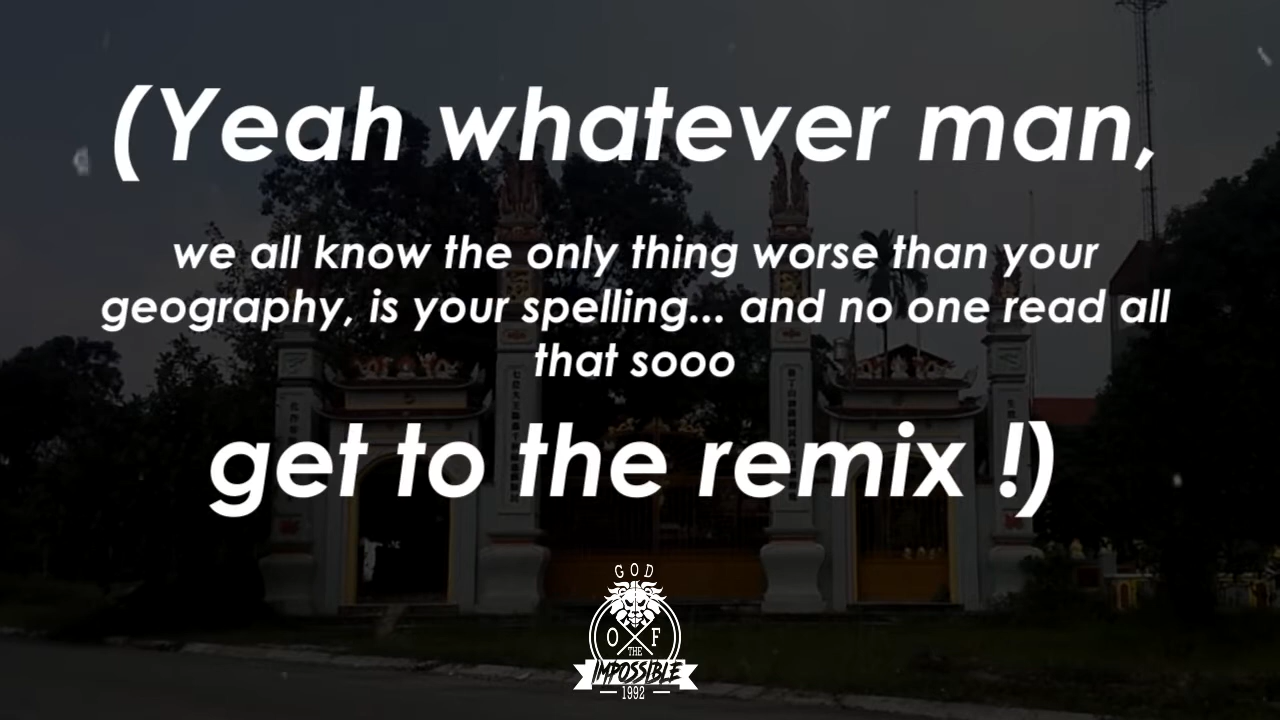 (Yeah whatever man,
we all know the only thing worse than your
geography, is your spelling... and no one read all
that sooo
get to the remix !)
GOD
OF
THE
IMPOSSIBLE
1992